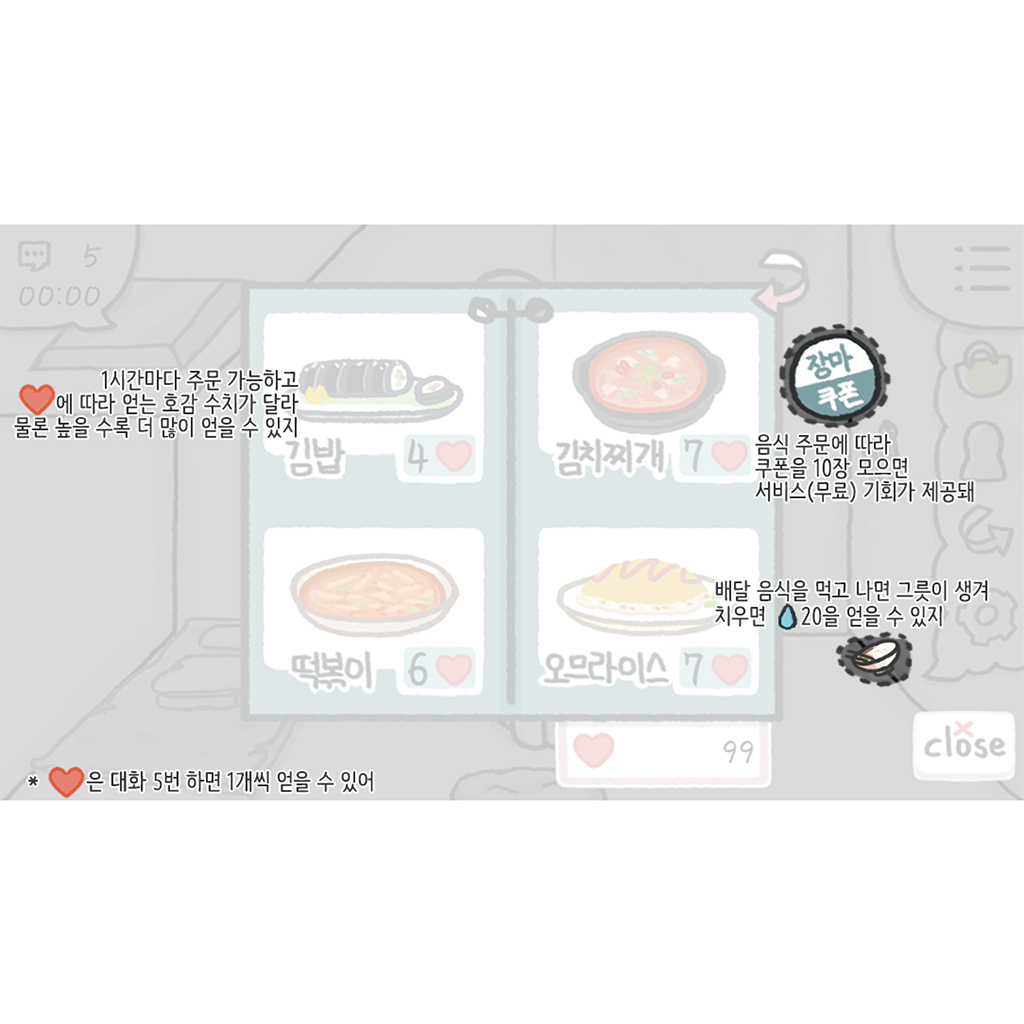 5
00:00
1시간마다 주문 가능하고
에 따라 얻는 호감 수치가 달라
물론 높을 수록 더 많이 얻을 수 있지
김밥 4
김치찌개 7
장마
쿠폰
음식 주문에 따라
쿠폰을 10장 모으면
서비스(무료) 기회가 제공돼
떡볶이 6
오므라이스 7
배달 음식을 먹고 나면 그릇이 생겨
치우면 20을 얻을 수 있지
99
close
* 은 대화 5번 하면 1개씩 얻을 수 있어